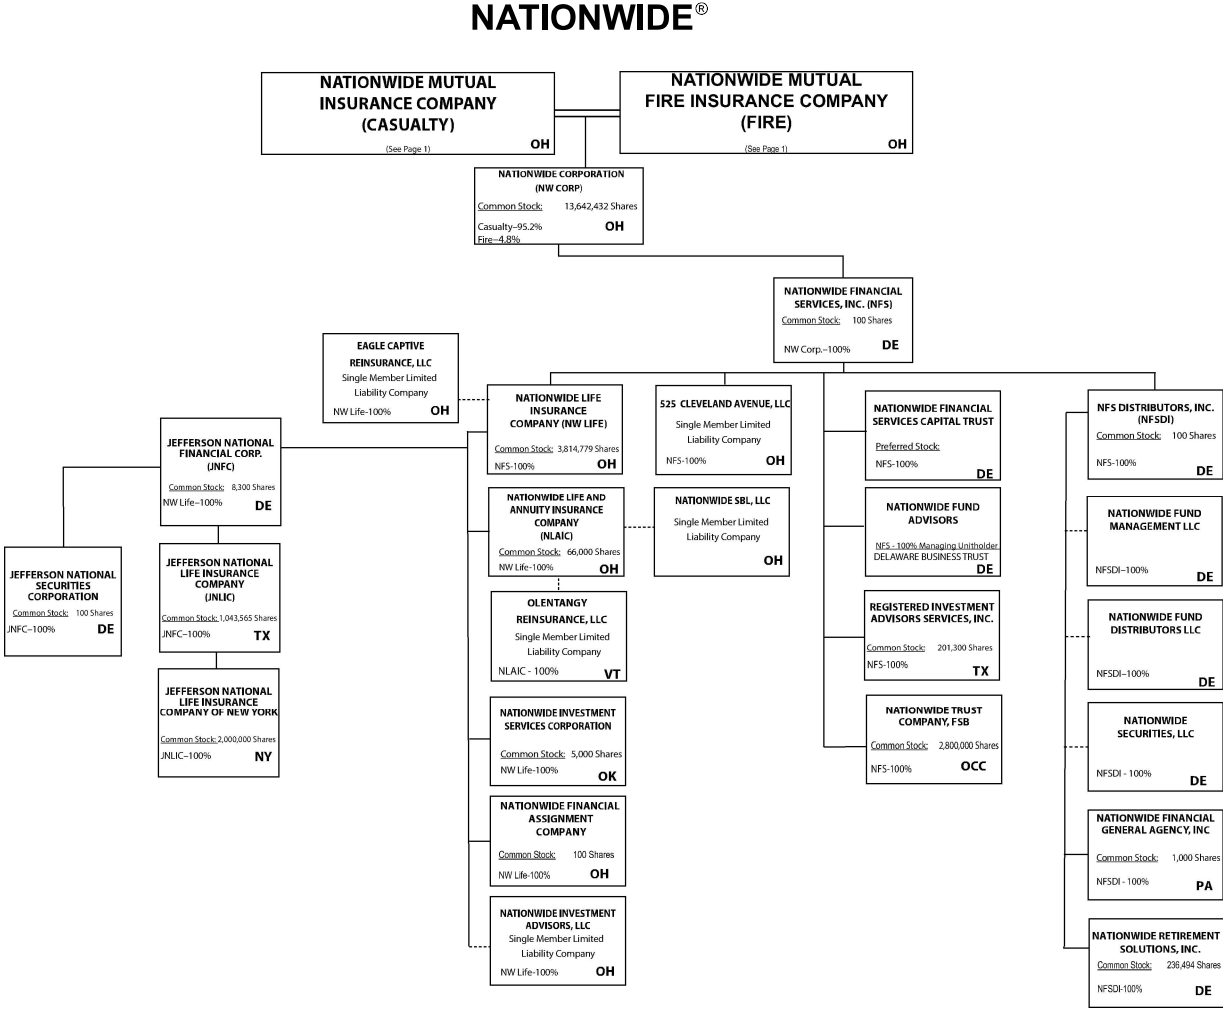 NATIONWIDE®
NATIONWIDE MUTUAL
INSURANCE COMPANY
(CASUALTY)
(See Page 1)
OH
NATIONWIDE MUTUAL
FIRE INSURANCE COMPANY
(FIRE)
(See Page 1)
OH
NATIONWIDE CORPORATION
(NW CORP)
Common Stock: 13,642,432 Shares
Casualty–95.2% OH
Fire–4.8%
NATIONWIDE FINANCIAL
SERVICES, INC. (NFS)
Common Stock: 100 Shares
NW Corp.–100% DE
EAGLE CAPTIVE
REINSURANCE, LLC
Single Member Limited
Liability Company
NW Life-100% OH
JEFFERSON NATIONAL
FINANCIAL CORP.
(JNFC)
Common Stock: 8,300 Shares
NW Life–100% DE
JEFFERSON NATIONAL
SECURITIES
CORPORATION
Common Stock: 100 Shares
JNFC–100% DE
JEFFERSON NATIONAL
LIFE INSURANCE
COMPANY
(JNLIC)
Common Stock: 1,043,565 Shares
JNFC–100% TX
JEFFERSON NATIONAL
LIFE INSURANCE
COMPANY OF NEW YORK
Common Stock: 2,000,000 Shares
JNLIC–100% NY
NATIONWIDE LIFE
INSURANCE
COMPANY (NW LIFE)
Common Stock: 3,814,779 Shares
NFS-100% OH
NATIONWIDE LIFE AND
ANNUITY INSURANCE
COMPANY
(NLAIC)
Common Stock: 66,000 Shares
NW Life-100% OH
OLENTANGY
REINSURANCE, LLC
Single Member Limited
Liability Company
NLAIC - 100% VT
NATIONWIDE INVESTMENT
SERVICES CORPORATION
Common Stock: 5,000 Shares
NW Life-100% OK
NATIONWIDE FINANCIAL
ASSIGNMENT
COMPANY
Common Stock: 100 Shares
NW Life-100% OH
NATIONWIDE INVESTMENT
ADVISORS, LLC
Single Member Limited
Liability Company
NW Life-100% OH
525 CLEVELAND AVENUE, LLC
Single Member Limited
Liability Company
NFS-100% OH
NATIONWIDE SBL, LLC
Single Member Limited
Liability Company
OH
NATIONWIDE FINANCIAL
SERVICES CAPITAL TRUST
Preferred Stock:
NFS-100%
DE
NATIONWIDE FUND
ADVISORS
NFS - 100% Managing Unitholder
DELAWARE BUSINESS TRUST
DE
REGISTERED INVESTMENT
ADVISORS SERVICES, INC.
Common Stock: 201,300 Shares
NFS-100%
TX
NATIONWIDE TRUST
COMPANY, FSB
Common Stock: 2,800,000 Shares
NFS-100% OCC
NFS DISTRIBUTORS, INC.
(NFSDI)
Common Stock: 100 Shares
NFS-100%
DE
NATIONWIDE FUND
MANAGEMENT LLC
NFSDI–100%
DE
NATIONWIDE FUND
DISTRIBUTORS LLC
NFSDI–100%
DE
NATIONWIDE
SECURITIES, LLC
NFSDI - 100%
DE
NATIONWIDE FINANCIAL
GENERAL AGENCY, INC
Common Stock: 1,000 Shares
NFSDI - 100%
PA
NATIONWIDE RETIREMENT
SOLUTIONS, INC.
Common Stock: 236,494 Shares
NFSDI-100% DE